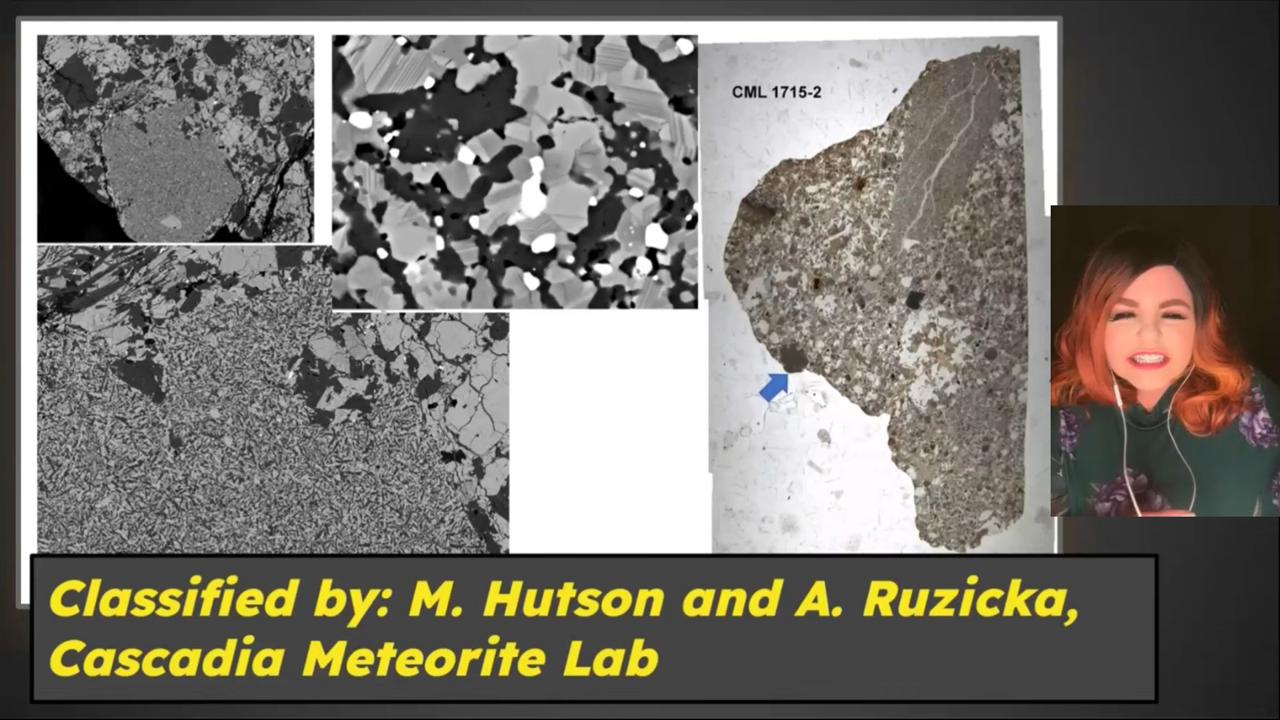 CML 1715-2
Classified by: M. Hutson and A. Ruzicka,
Cascadia Meteorite Lab